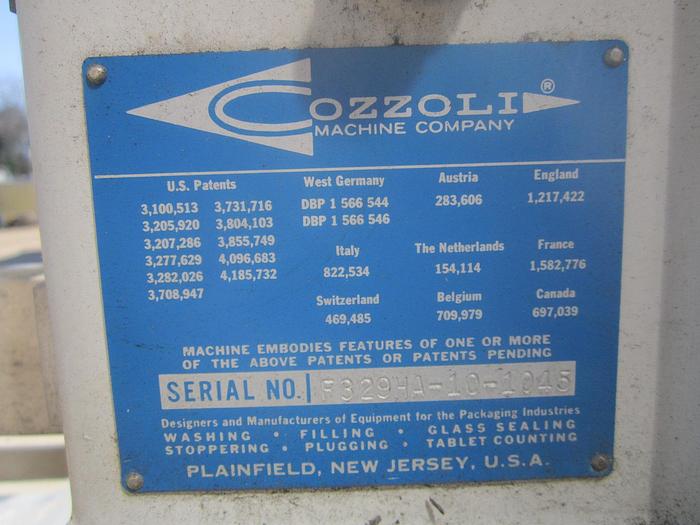 COZZOLI ®
MACHINE COMPANY
U.S. Patents
3,100,513 3,731,716
3,205,920 3,804,103
3,207,286 3,855,749
3,277,629 4,096,683
3,282,026 4,185,732
3,708,947
West Germany
DBP 1 566 544
DBP 1 566 546
Austria
283,606
England
1,217,422
Italy
822,534
The Netherlands
154,114
France
1,582,776
Switzerland
469,485
Belgium
709,979
Canada
697,039
MACHINE EMBODIES FEATURES OF ONE OR MORE
OF THE ABOVE PATENTS OR PATENTS PENDING
SERIAL NO. F329HA-10-1045
Designers and Manufacturers of Equipment for the Packaging Industries
WASHING • FILLING • GLASS SEALING
STOPPERING • PLUGGING • TABLET COUNTING
PLAINFIELD, NEW JERSEY, U.S.A.